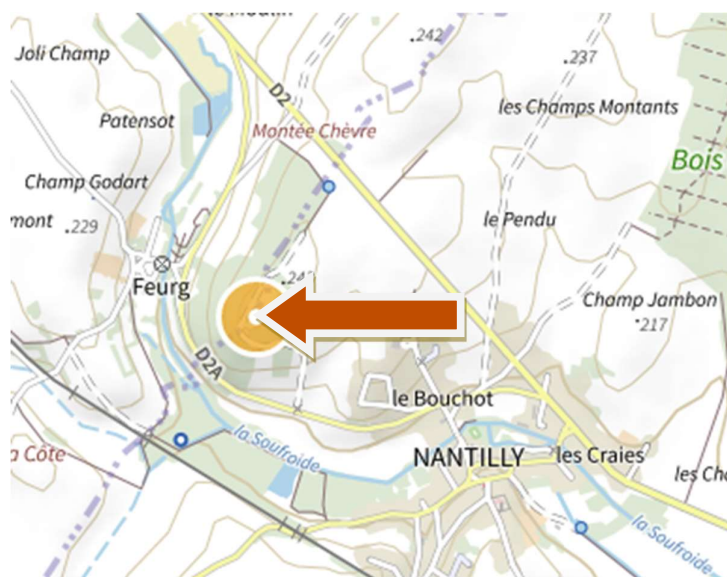 .242
Joli Champ
.237
D2
les Champs Montants
Patensot
Montée Chèvre
Bois
Champ Godart
mont
.229
le Pendu
Feurg
Champ Jambon
.217
D2A
le Bouchot
la Soufroide
a Côte
NANTILLY
les Craies
les Ch
la Soufroide